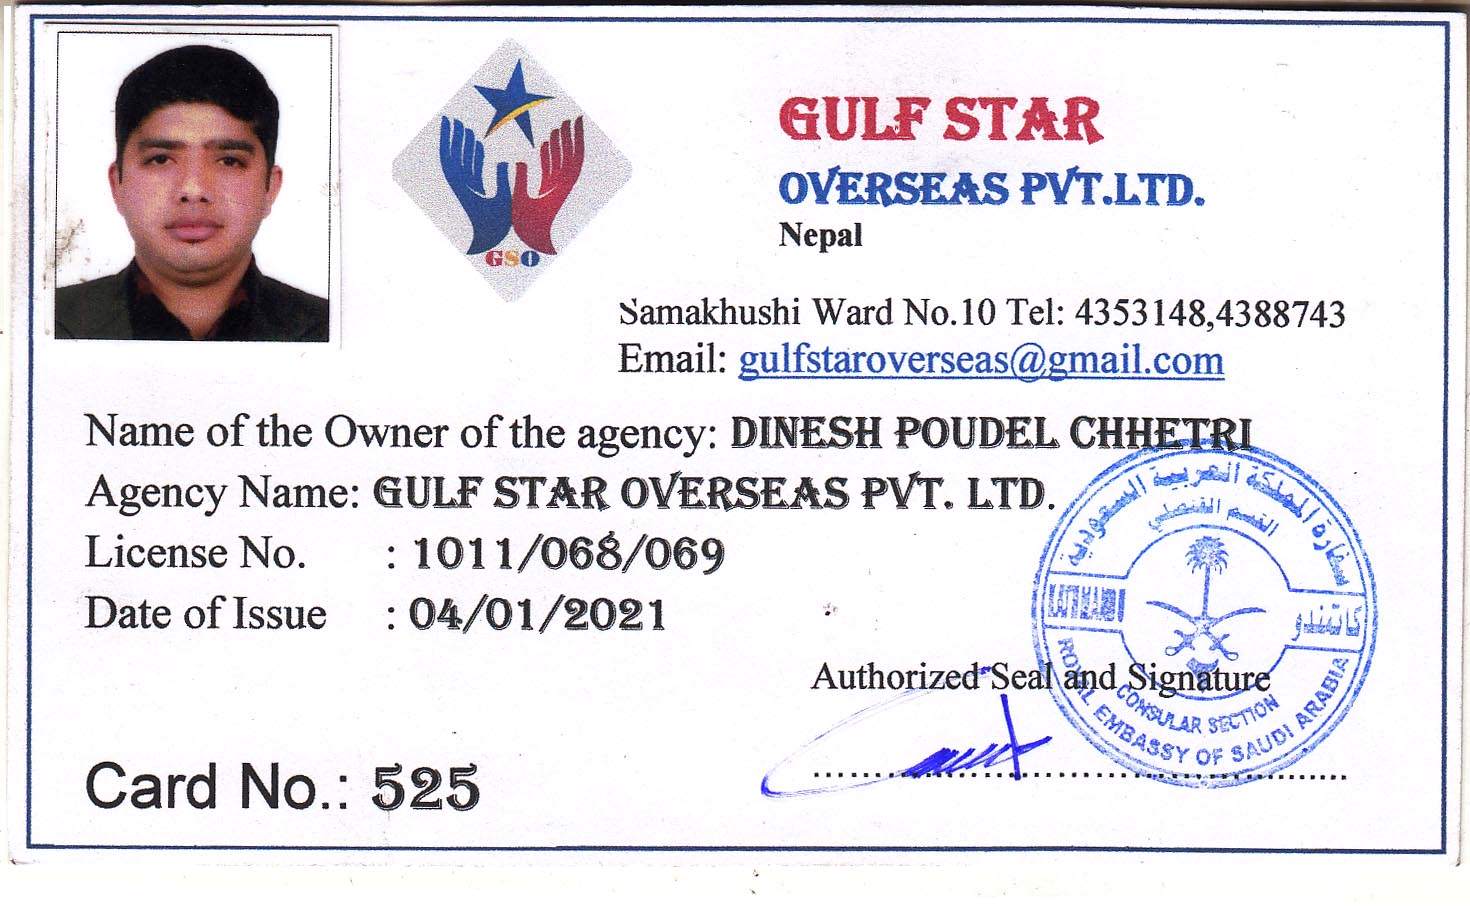 GSO
GULF STAR
OVERSEAS PVT.LTD.
Nepal
Samakhushi Ward No.10 Tel: 4353148,4388743
Email: gulfstaroverseas@gmail.com
Name of the Owner of the agency: DINESH POUDEL CHHETRI
Agency Name: GULF STAR OVERSEAS PVT. LTD.
License No. : 1011/068/069
Date of Issue : 04/01/2021
سفارة المملكة العربية السعودية
القسم القنصلي
كاتمندو
Authorized Seal and Signature
CONSULAR SECTION
ROYAL EMBASSY OF SAUDI ARABIA
Card No.: 525